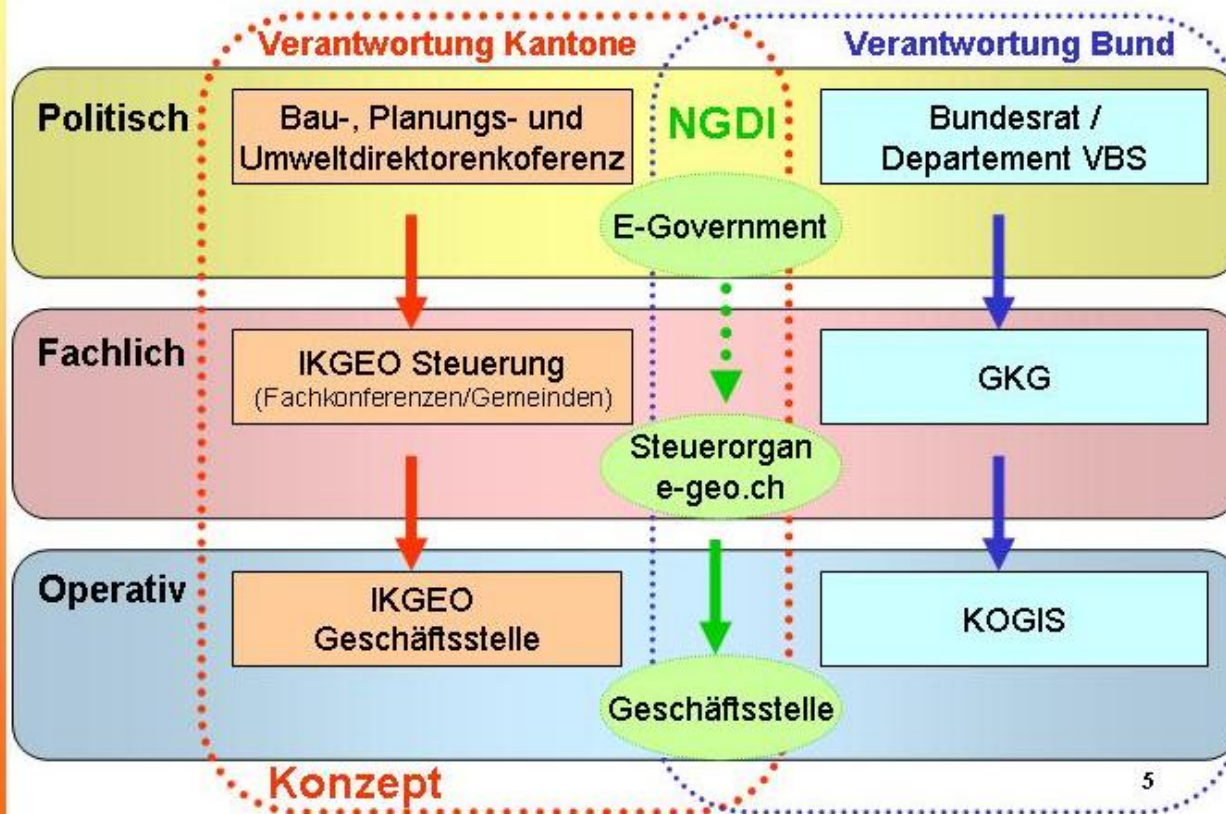 Verantwortung Kantone
Verantwortung Bund
Politisch
Bau-, Planungs- und
Umweltdirektorenkoferenz
NGDI
Bundesrat /
Departement VBS
E-Government
Fachlich
IKGEO Steuerung
(Fachkonferenzen/Gemeinden)
GKG
Steuerorgan
e-geo.ch
Operativ
IKGEO
Geschäftsstelle
KOGIS
Geschäftsstelle
Konzept
5